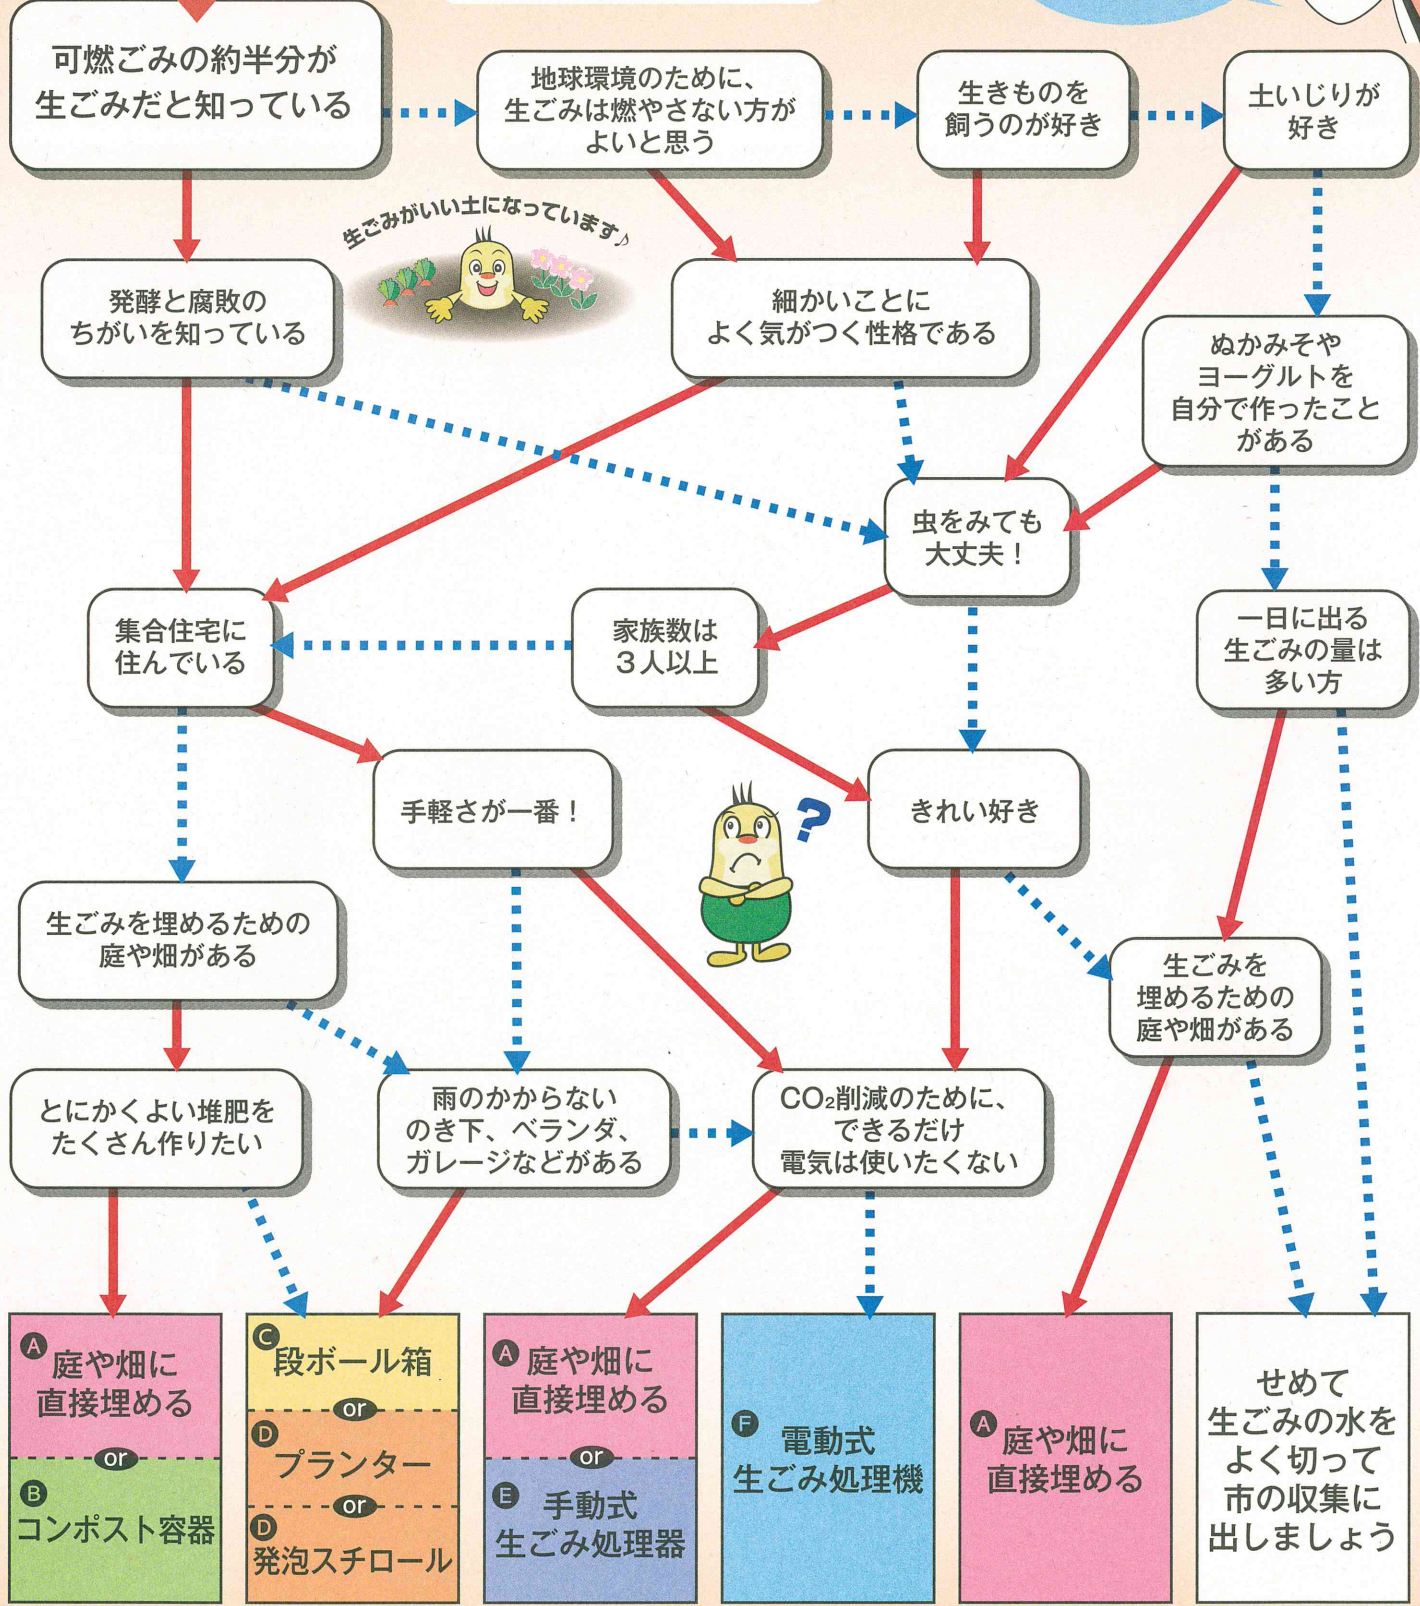 可燃ごみの約半分が
生ごみだと知っている
地球環境のために、
生ごみは燃やさない方が
よいと思う
生きものを
飼うのが好き
土いじりが
好き
生ごみがいい土になっています♪
発酵と腐敗の
ちがいを知っている
細かいことに
よく気がつく性格である
ぬかみそや
ヨーグルトを
自分で作ったこと
がある
虫をみても
大丈夫！
集合住宅に
住んでいる
家族数は
３人以上
一日に出る
生ごみの量は
多い方
手軽さが一番！
?
きれい好き
生ごみを埋めるための
庭や畑がある
生ごみを
埋めるための
庭や畑がある
とにかくよい堆肥を
たくさん作りたい
雨のかからない
のき下、ベランダ、
ガレージなどがある
CO₂削減のために、
できるだけ
電気は使いたくない
A 庭や畑に
直接埋める
or
B
コンポスト容器
C
段ボール箱
or
D
プランター
or
D
発泡スチロール
A 庭や畑に
直接埋める
or
E 手動式
生ごみ処理器
F 電動式
生ごみ処理機
A 庭や畑に
直接埋める
せめて
生ごみの水を
よく切って
市の収集に
出しましょう